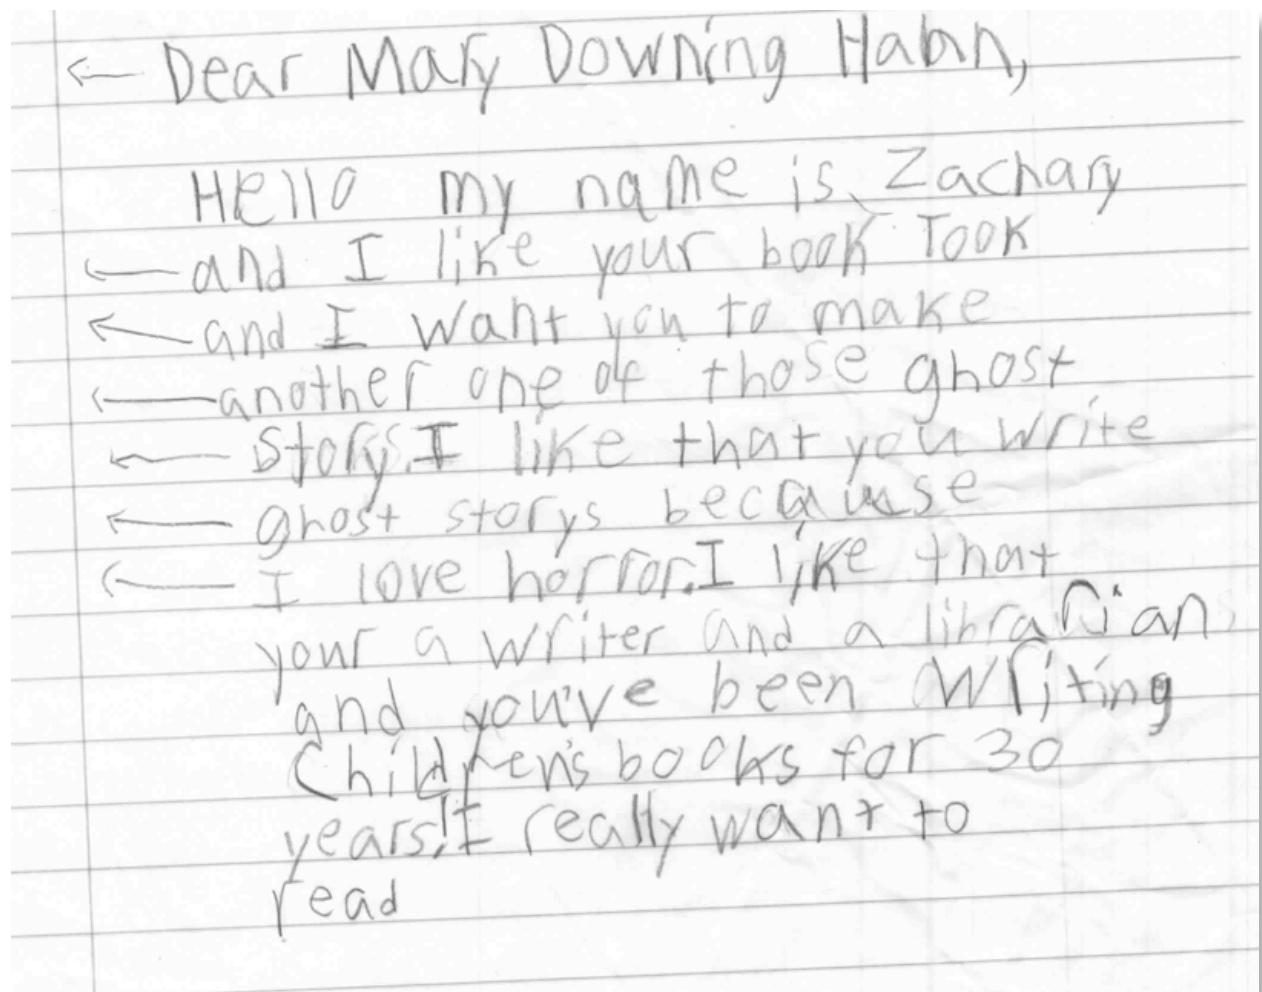 Dear Mary Downing Hahn,
Hello my name is Zachary
and I like your book Took
and I want you to make
another one of those ghost
storys. I like that you write
ghost storys because
I love horror. I like that
your a writer and a librarian
and you've been writing
Children's books for 30
years! I really want to
read